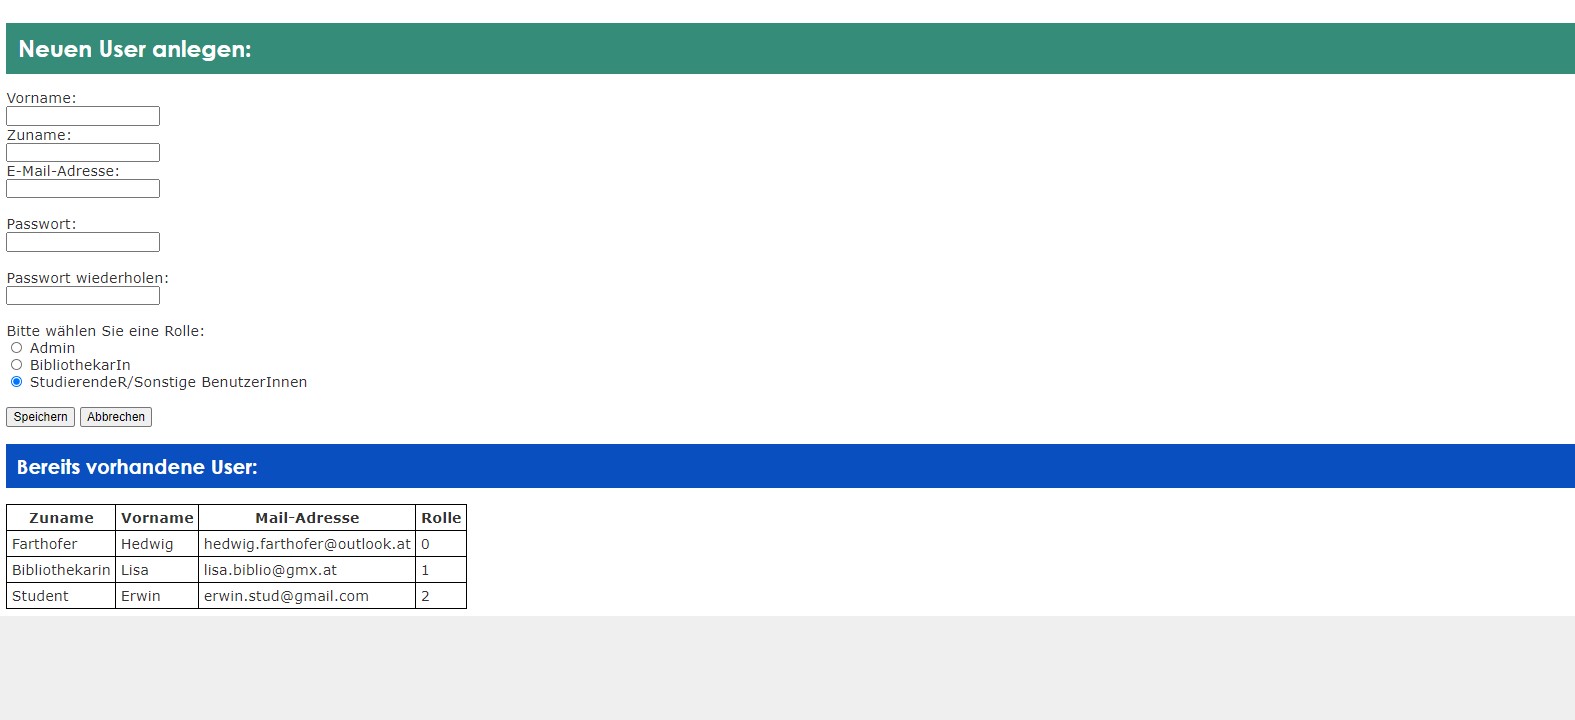 Neuen User anlegen:
Vorname:
Zuname:
E-Mail-Adresse:
Passwort:
Passwort wiederholen:
Bitte wählen Sie eine Rolle:
Admin
BibliothekarIn
StudierendeR/Sonstige BenutzerInnen
Speichern Abbrechen
Bereits vorhandene User:
Zuname Vorname Mail-Adresse Rolle
Farthofer Hedwig hedwig.farthofer@outlook.at 0
Bibliothekarin Lisa lisa.biblio@gmx.at 1
Student Erwin erwin.stud@gmail.com 2